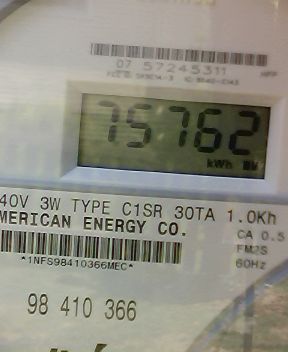 07 57245311
75762
kWh
40V 3W TYPE C1SR 30TA 1.0Kh
MERICAN ENERGY CO.
CA 0.5
FM2S
60Hz
*1NFS98410366MEC*
98 410 366